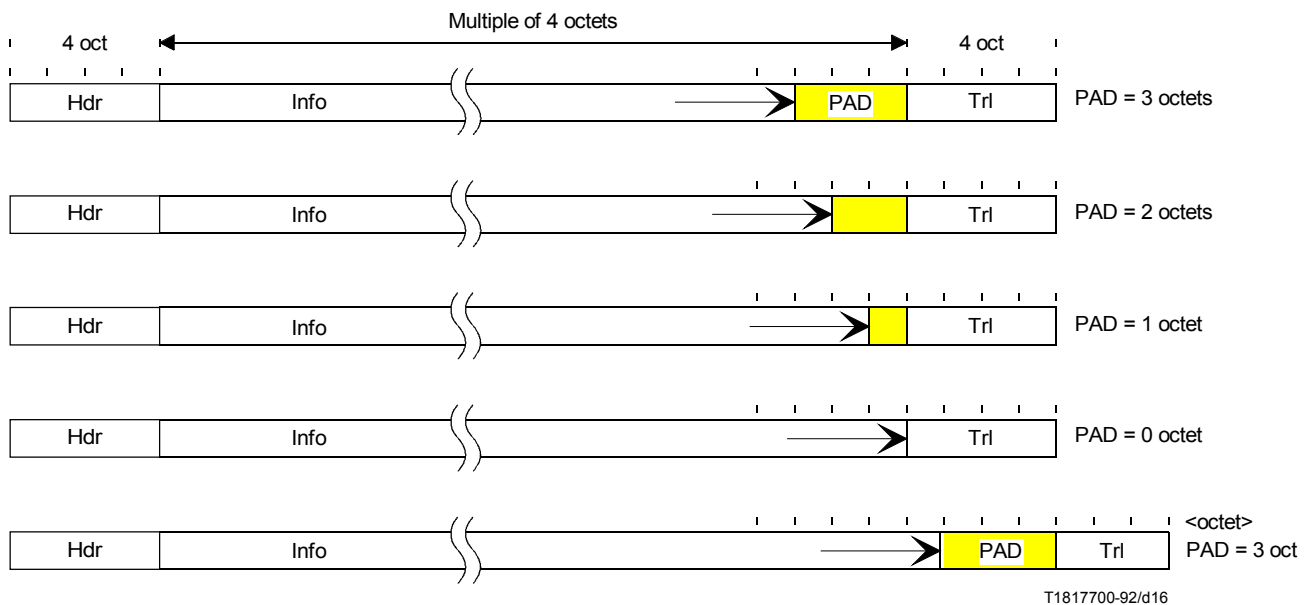 Multiple of 4 octets
4 oct
4 oct
Hdr
Info
PAD
Trl
PAD = 3 octets
Hdr
Info
Trl
PAD = 2 octets
Hdr
Info
Trl
PAD = 1 octet
Hdr
Info
Trl
PAD = 0 octet
<octet>
Hdr
Info
PAD
Trl
PAD = 3 oct
T1817700-92/d16